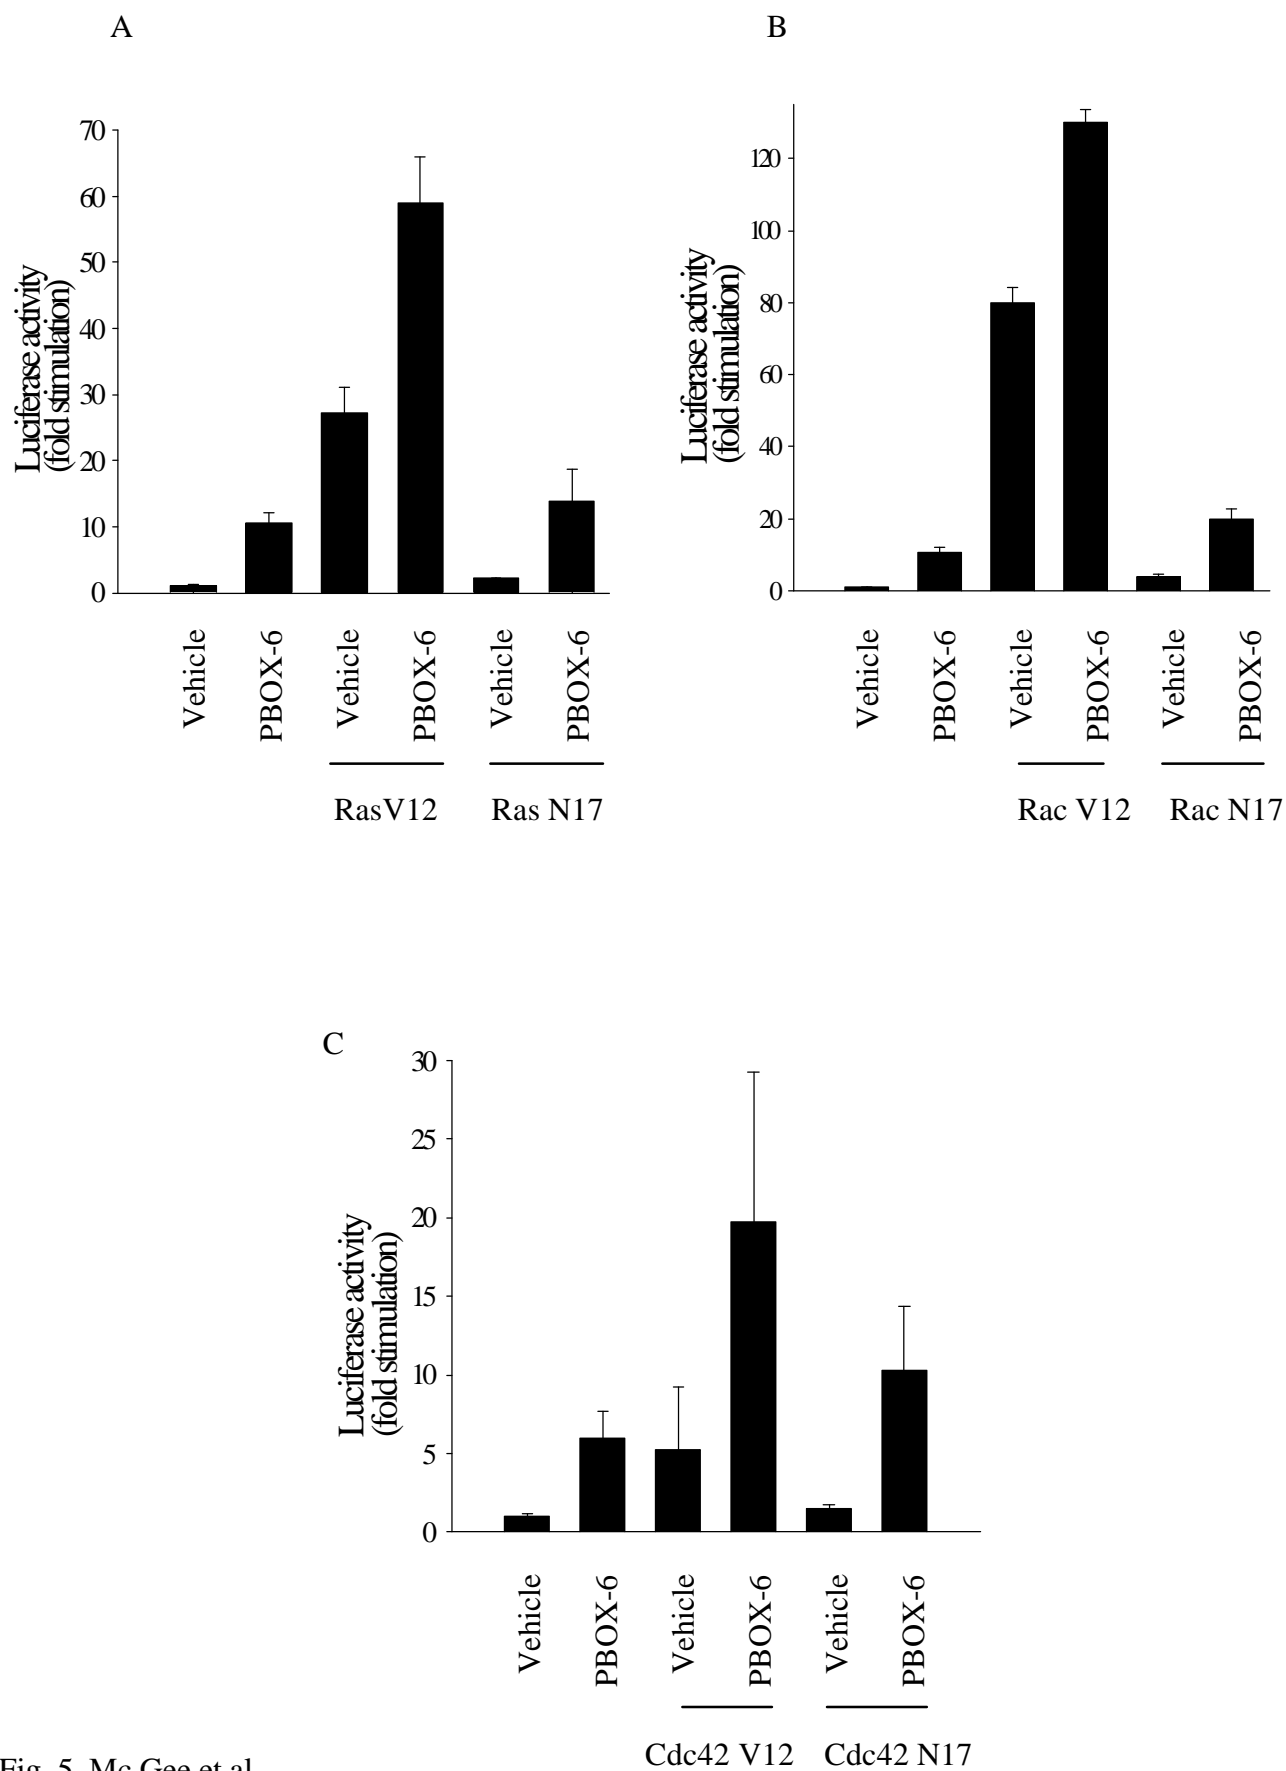 A
70
60
50
40
30
20
10
0
Luciferase activity
(fold stimulation)
Vehicle
PBOX-6
Vehicle
PBOX-6
Vehicle
PBOX-6
RasV12
Ras N17
B
120
100
80
60
40
20
0
Luciferase activity
(fold stimulation)
Vehicle
PBOX-6
Vehicle
PBOX-6
Vehicle
PBOX-6
Rac V12
Rac N17
C
30
25
20
15
10
5
0
Luciferase activity
(fold stimulation)
Vehicle
PBOX-6
Vehicle
PBOX-6
Vehicle
PBOX-6
Cdc42 V12
Cdc42 N17
Fig. 5 Mc Gee et al